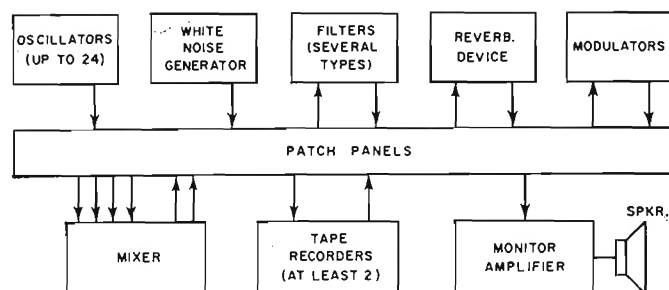 OSCILLATORS
(UP TO 24)
WHITE
NOISE
GENERATOR
FILTERS
(SEVERAL
TYPES)
REVERB.
DEVICE
MODULATORS
PATCH PANELS
MIXER
TAPE
RECORDERS
(AT LEAST 2)
MONITOR
AMPLIFIER
SPKR.